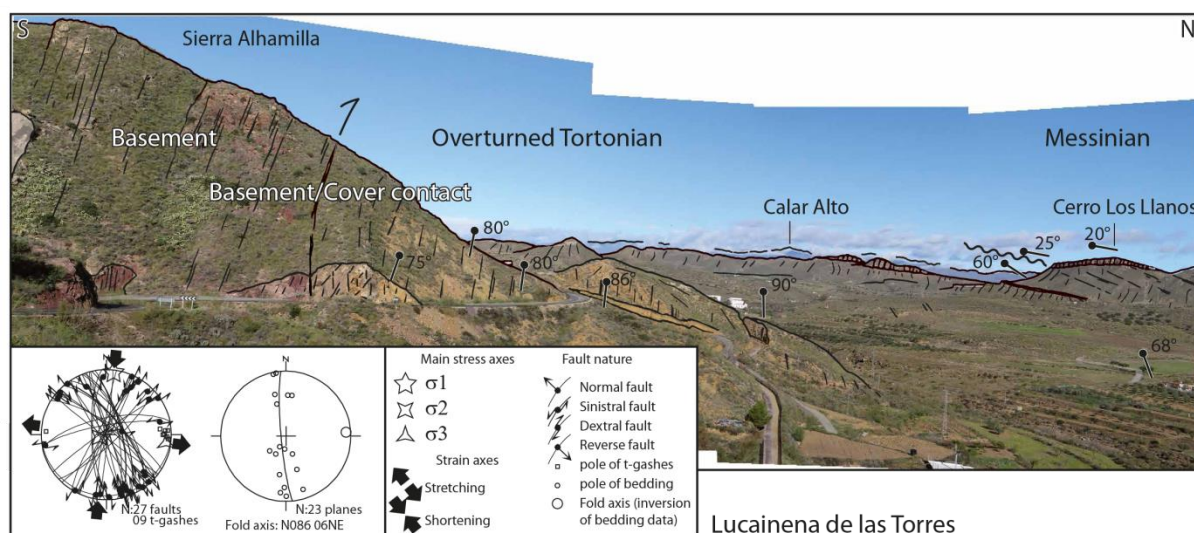 S
N
Sierra Alhamilla
Basement
Overturned Tortonian
Messinian
Basement/Cover contact
Calar Alto
Cerro Los Llanos
80°
75°
80°
86°
90°
60°
25°
20°
68°
N
N:27 faults
09 t-gashes
N:23 planes
Fold axis: N086 06NE
Main stress axes
σ1
σ2
σ3
Strain axes
Stretching
Shortening
Fault nature
Normal fault
Sinistral fault
Dextral fault
Reverse fault
pole of t-gashes
pole of bedding
Fold axis (inversion
of bedding data)
Lucainena de las Torres